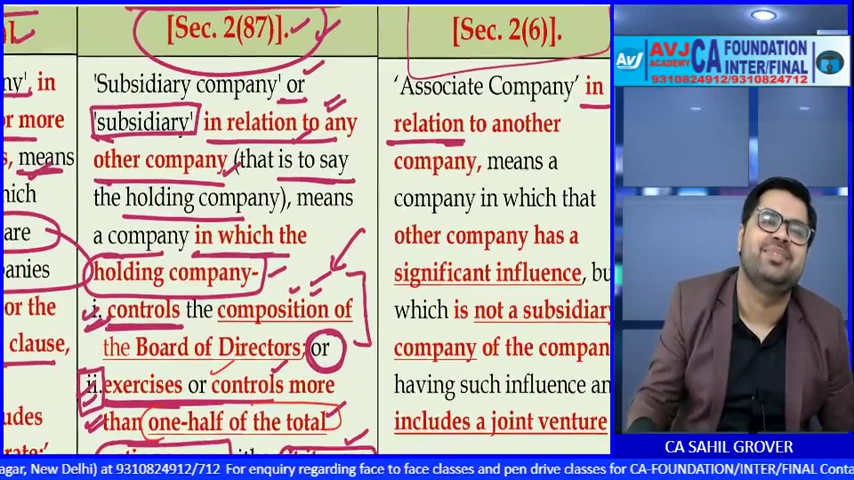 ].
ny', in
or more
s, means
hich
are
panies
or the
clause,
udes
rate:'
[Sec. 2(87)].
'Subsidiary company' or
'subsidiary' in relation to any
other company (that is to say
the holding company), means
a company in which the
holding company-
i. controls the composition of
the Board of Directors; or
ii. exercises or controls more
than one-half of the total
[Sec. 2(6)].
‘Associate Company’ in
relation to another
company, means a
company in which that
other company has a
significant influence, bu
which is not a subsidiary
company of the compan
having such influence an
includes a joint venture
AVJ
AVJ CA FOUNDATION
ACADEMY INTER/FINAL
9310824912/9310824712
CA SAHIL GROVER
agar, New Delhi) at 9310824912/712 For enquiry regarding face to face classes and pen drive classes for CA-FOUNDATION/INTER/FINAL Conta